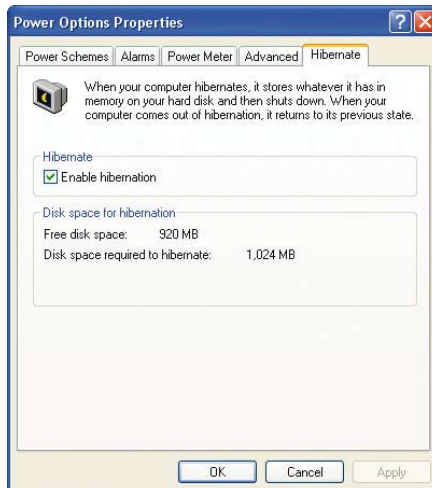 Power Options Properties
Power Schemes Alarms Power Meter Advanced Hibernate
When your computer hibernates, it stores whatever it has in
memory on your hard disk and then shuts down. When your
computer comes out of hibernation, it returns to its previous state.
Hibernate
Enable hibernation
Disk space for hibernation
Free disk space: 920 MB
Disk space required to hibernate: 1,024 MB
OK Cancel Apply